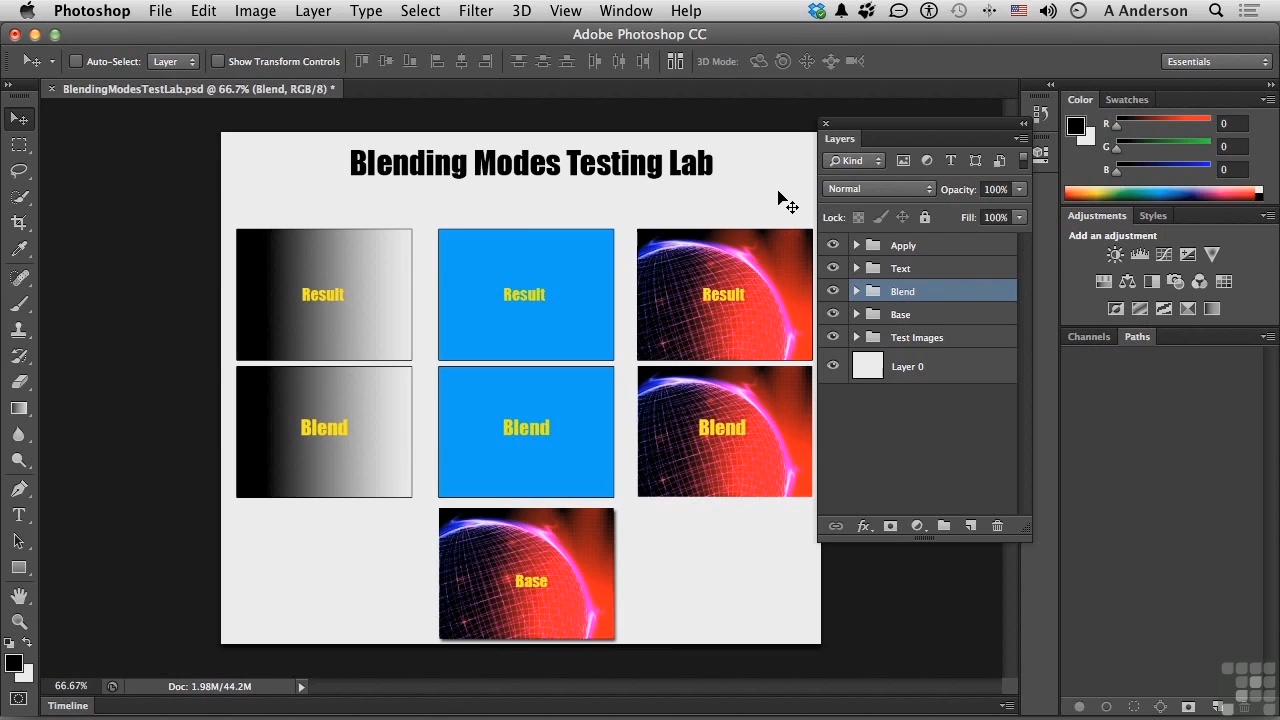 Photoshop File Edit Image Layer Type Select Filter 3D View Window Help A Anderson
Adobe Photoshop CC
Auto-Select: Layer Show Transform Controls 3D Mode: Essentials
× BlendingModesTestLab.psd @ 66.7% (Blend, RGB/8) *
Blending Modes Testing Lab
Result Result Result
Blend Blend Blend
Base
Layers
Kind
Normal Opacity: 100%
Lock: Fill: 100%
Apply
Text
Blend
Base
Test Images
Layer 0
fx
Color Swatches
R 0
G 0
B 0
Adjustments Styles
Add an adjustment
Channels Paths
66.67% Doc: 1.98M/44.2M
Timeline